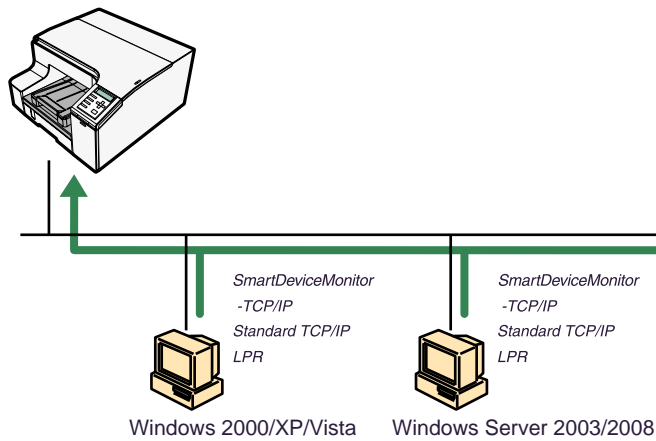 SmartDeviceMonitor
-TCP/IP
Standard TCP/IP
LPR
SmartDeviceMonitor
-TCP/IP
Standard TCP/IP
LPR
Windows 2000/XP/Vista
Windows Server 2003/2008